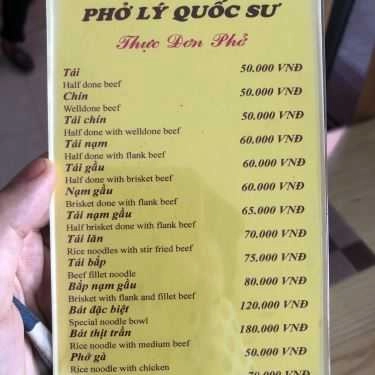 PHỞ LÝ QUỐC SƯ
Thực Đơn Phở
Tái 50.000 VNĐ
Half done beef
Chín 50.000 VNĐ
Welldone beef
Tái chín 50.000 VNĐ
Half done with welldone beef
Tái nạm 60.000 VNĐ
Half done with flank beef
Tái gầu 60.000 VNĐ
Half done with brisket beef
Nạm gầu 60.000 VNĐ
Brisket done with flank beef
Tái nạm gầu 65.000 VNĐ
Half brisket done with flank beef
Tái lăn 70.000 VNĐ
Rice noodles with stir fried beef
Tái bắp 75.000 VNĐ
Beef fillet noodle
Bắp nạm gầu 80.000 VNĐ
Brisket with flank and fillet beef
Bát đặc biệt 120.000 VNĐ
Special noodle bowl
Bát thịt trần 180.000 VNĐ
Rice noodle with medium beef
Phở gà 50.000 VNĐ
Rice noodle with chicken
70.000 VNĐ